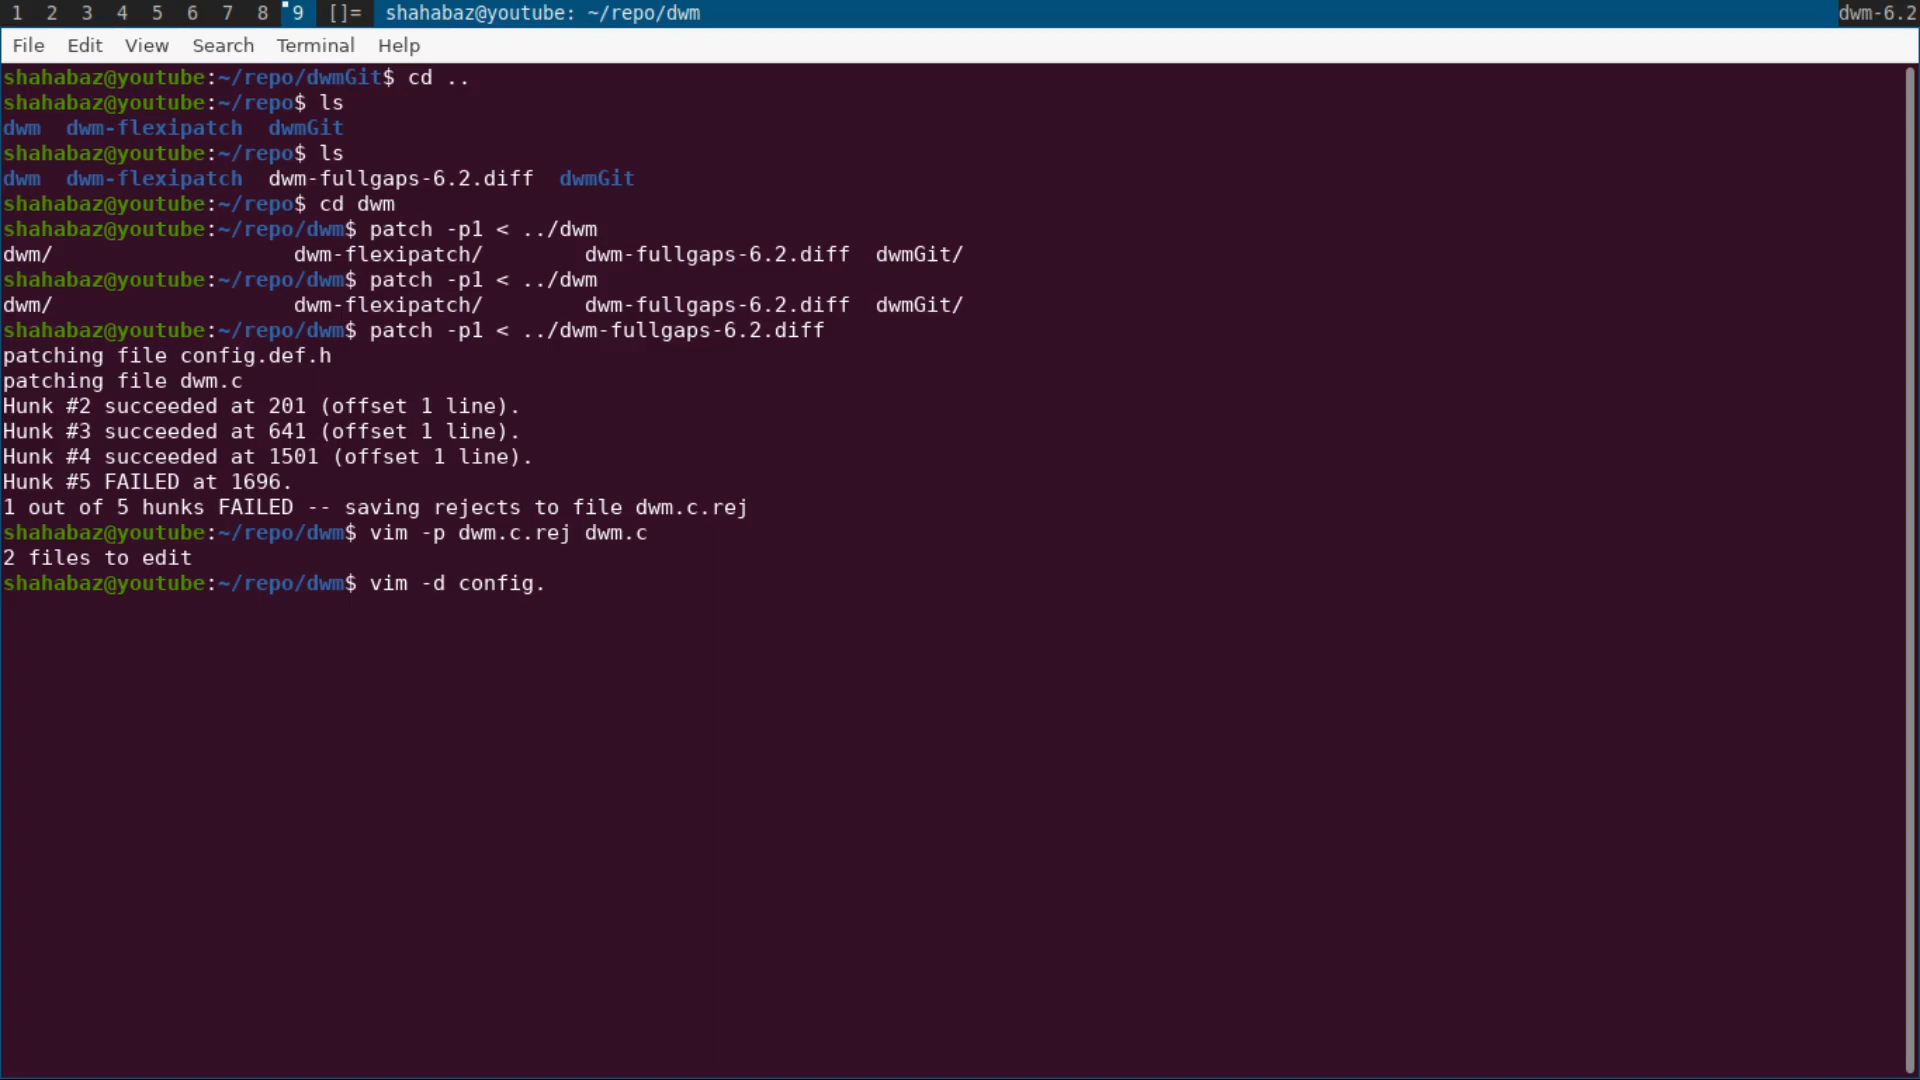 1 2 3 4 5 6 7 8 9 []= shahabaz@youtube: ~/repo/dwm dwm-6.2
File Edit View Search Terminal Help
shahabaz@youtube:~/repo/dwmGit$ cd ..
shahabaz@youtube:~/repo$ ls
dwm dwm-flexipatch dwmGit
shahabaz@youtube:~/repo$ ls
dwm dwm-flexipatch dwm-fullgaps-6.2.diff dwmGit
shahabaz@youtube:~/repo$ cd dwm
shahabaz@youtube:~/repo/dwm$ patch -p1 < ../dwm
dwm/ dwm-flexipatch/ dwm-fullgaps-6.2.diff dwmGit/
shahabaz@youtube:~/repo/dwm$ patch -p1 < ../dwm
dwm/ dwm-flexipatch/ dwm-fullgaps-6.2.diff dwmGit/
shahabaz@youtube:~/repo/dwm$ patch -p1 < ../dwm-fullgaps-6.2.diff
patching file config.def.h
patching file dwm.c
Hunk #2 succeeded at 201 (offset 1 line).
Hunk #3 succeeded at 641 (offset 1 line).
Hunk #4 succeeded at 1501 (offset 1 line).
Hunk #5 FAILED at 1696.
1 out of 5 hunks FAILED -- saving rejects to file dwm.c.rej
shahabaz@youtube:~/repo/dwm$ vim -p dwm.c.rej dwm.c
2 files to edit
shahabaz@youtube:~/repo/dwm$ vim -d config.